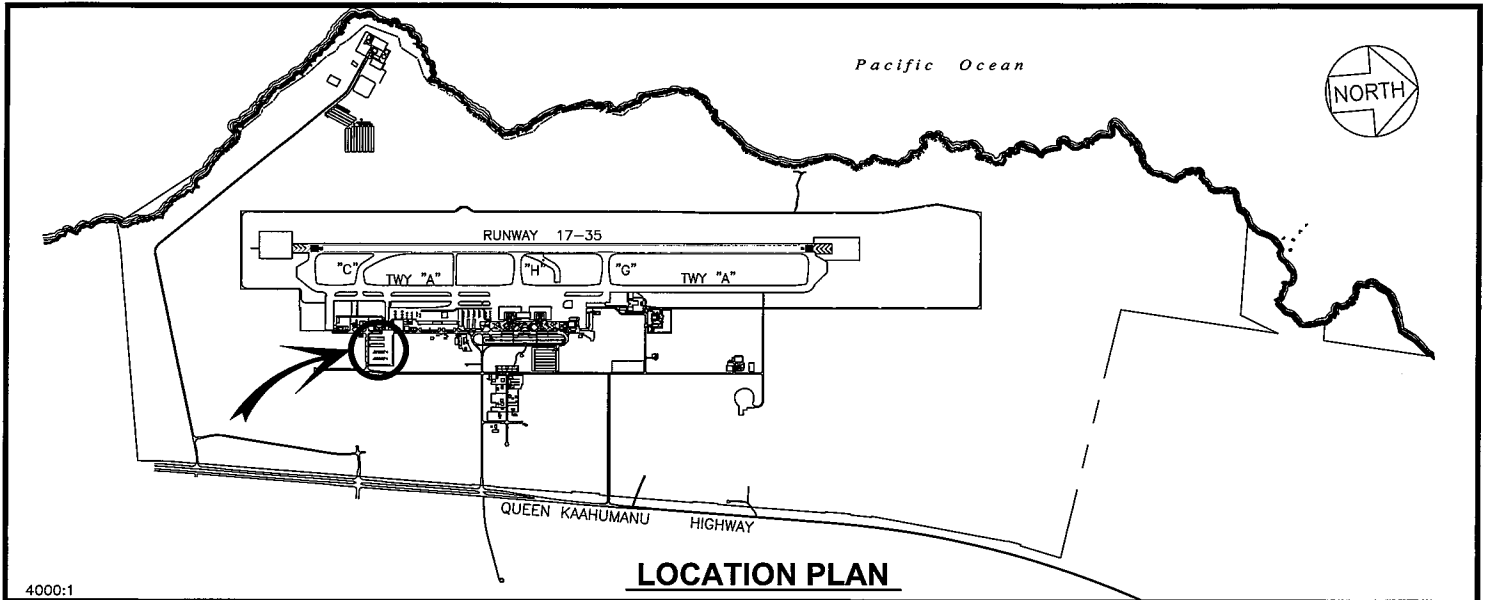 Pacific Ocean
NORTH
RUNWAY 17-35
"C"
TWY "A"
"H"
"G"
TWY "A"
QUEEN KAAHUMANU HIGHWAY
LOCATION PLAN
4000:1